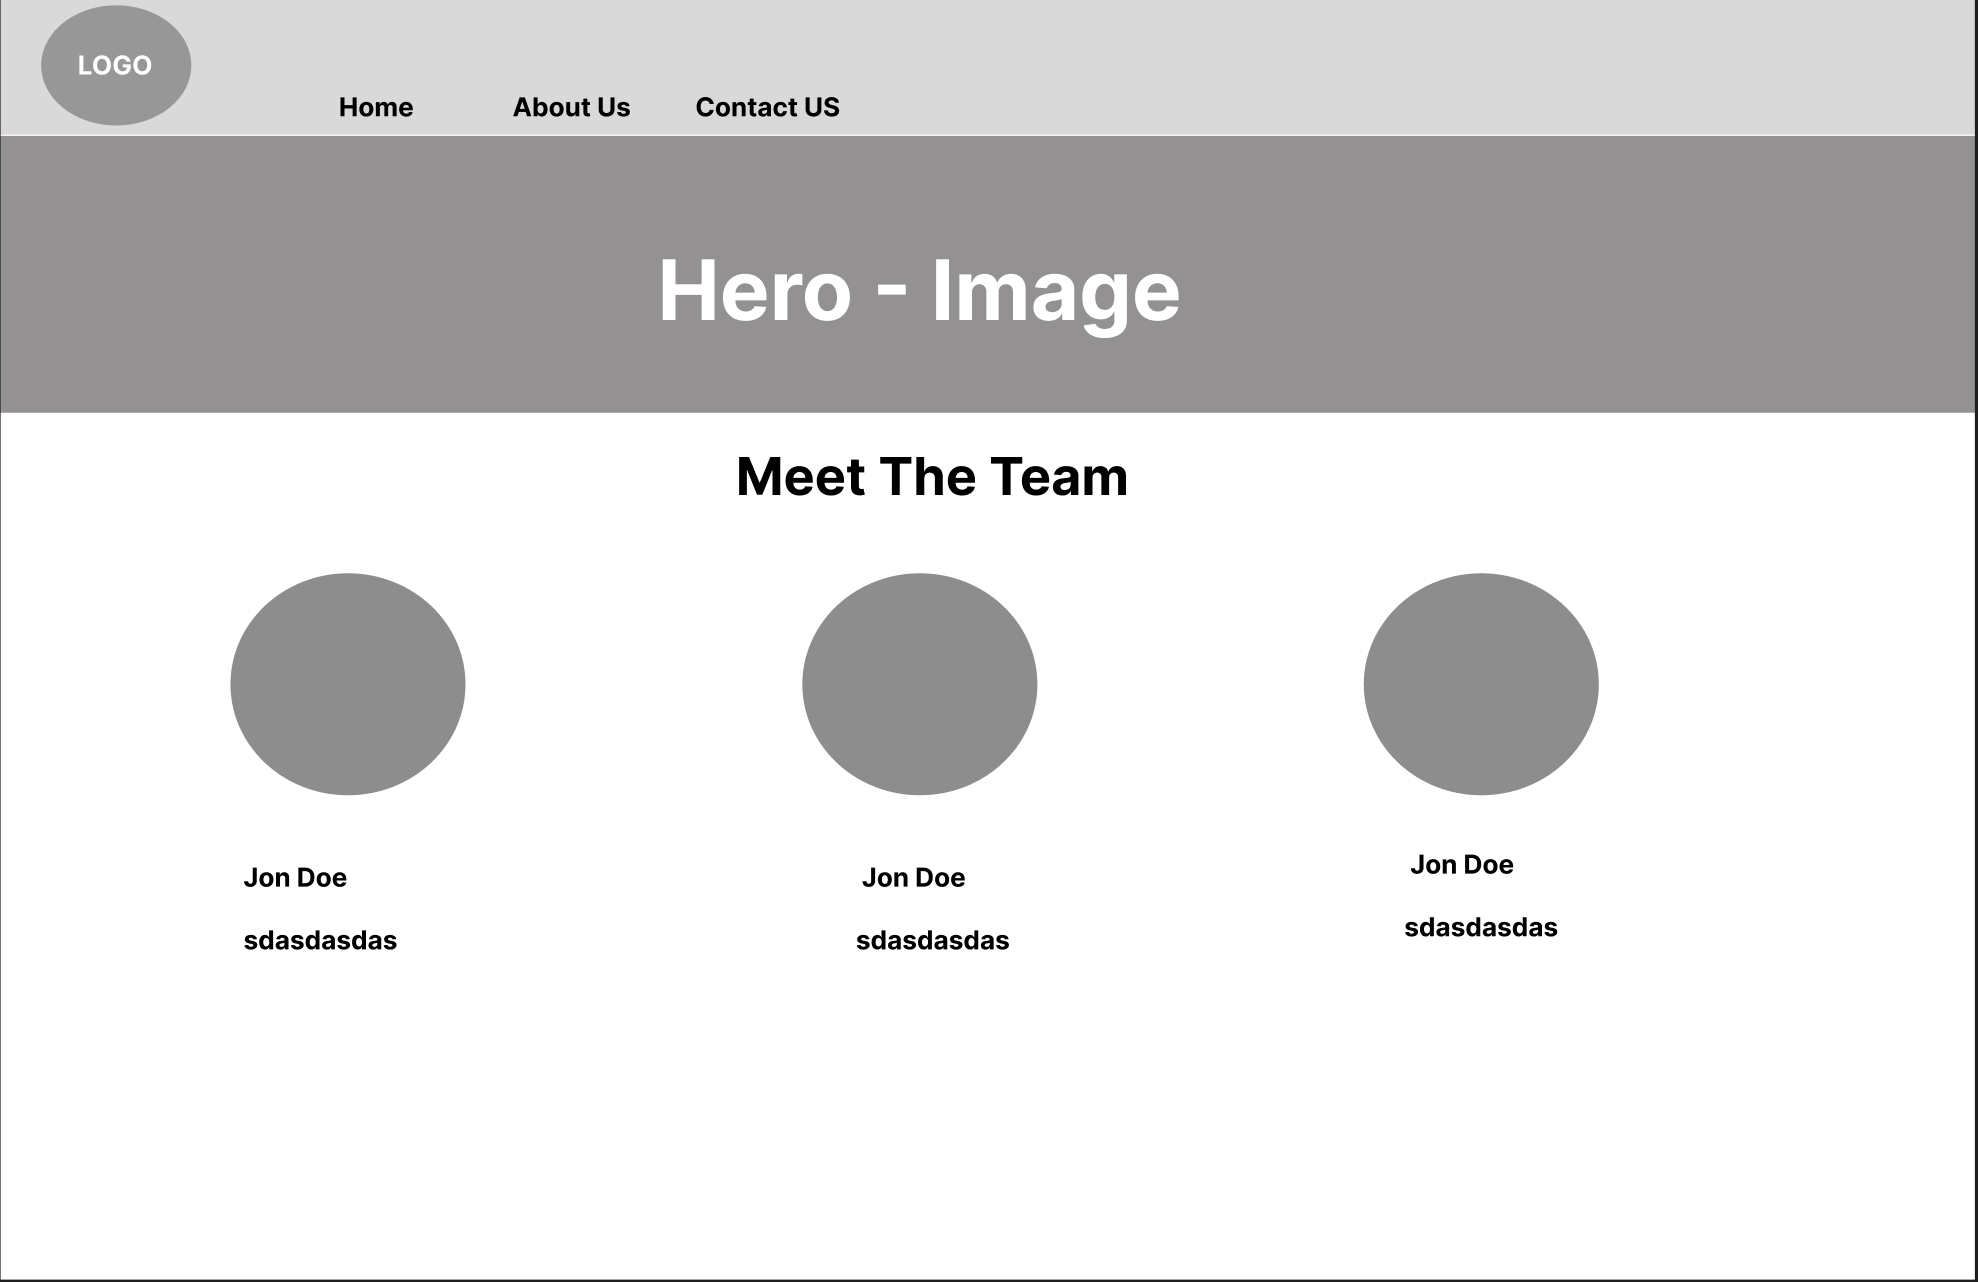 LOGO
Home About Us Contact US
Hero - Image
Meet The Team
Jon Doe Jon Doe Jon Doe
sdasdasdas sdasdasdas sdasdasdas